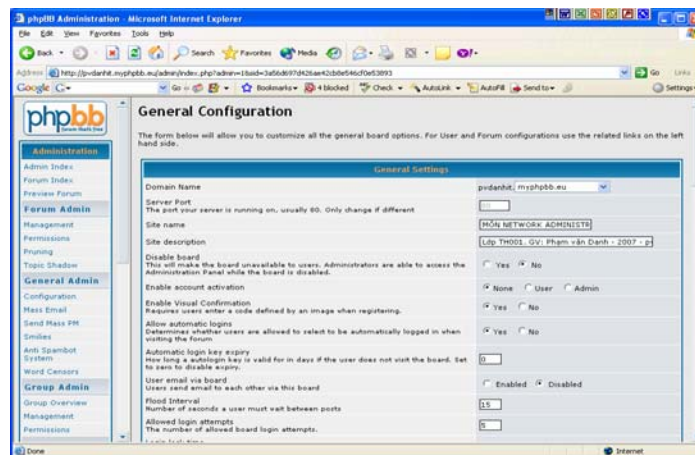 phpBB Administration - Microsoft Internet Explorer
File Edit View Favorites Tools Help
Back Search Favorites Media
Address http://pvdanhit.myphpbb.eu/admin/index.php?admin=1&sid=3a56d697d426ae42cb8e546cf0e53893 Go Links
Google Go Bookmarks 4 blocked Check AutoLink AutoFill Send to Settings
phpbb
Administration
Admin Index
Forum Index
Preview Forum
Forum Admin
Management
Permissions
Pruning
Topic Shadow
General Admin
Configuration
Mass Email
Send Mass PM
Smilies
Anti Spambot
System
Word Censors
Group Admin
Group Overview
Management
Permissions
General Configuration
The form below will allow you to customize all the general board options. For User and Forum configurations use the related links on the left
hand side.
General Settings
Domain Name pvdanhit. myphpbb.eu
Server Port
The port your server is running on, usually 80. Only change if different
Site name MÔN NETWORK ADMINISTR
Site description Lớp TH001. GV: Phạm văn Danh - 2007 - p
Disable board
This will make the board unavailable to users. Administrators are able to access the
Administration Panel while the board is disabled. Yes No
Enable account activation None User Admin
Enable Visual Confirmation
Requires users enter a code defined by an image when registering. Yes No
Allow automatic logins
Determines whether users are allowed to select to be automatically logged in when
visiting the forum Yes No
Automatic login key expiry
How long a autologin key is valid for in days if the user does not visit the board. Set
to zero to disable expiry. 0
User email via board
Users send email to each other via this board Enabled Disabled
Flood Interval
Number of seconds a user must wait between posts 15
Allowed login attempts
The number of allowed board login attempts. 5
Done Internet